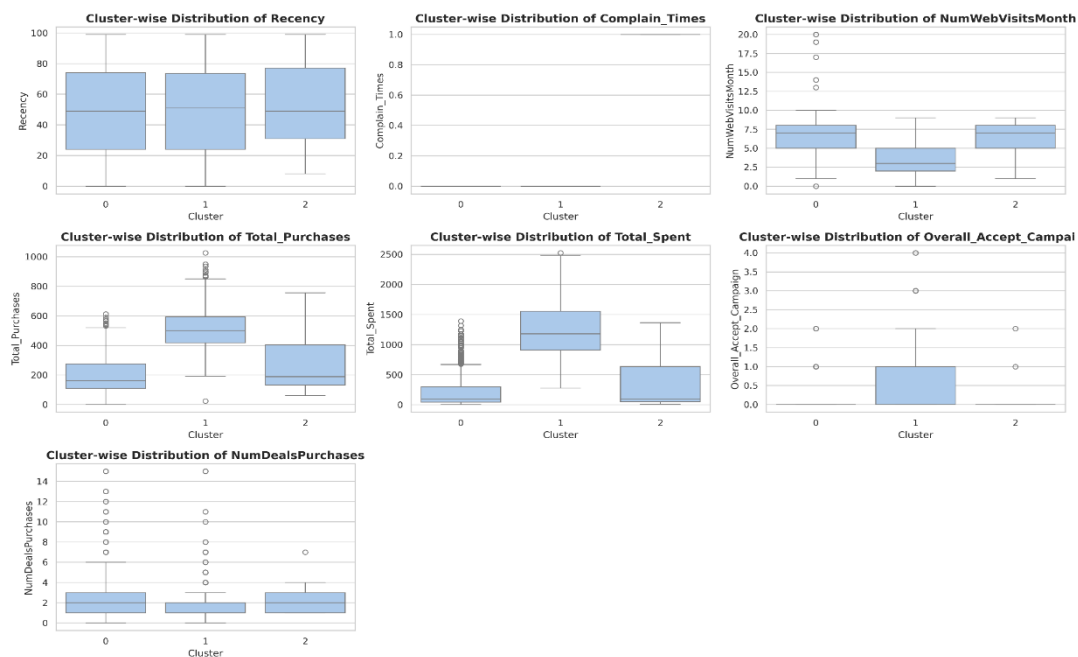 Cluster-wise Distribution of Recency
100
80
60
40
20
0
Recency
0 1 2
Cluster
Cluster-wise Distribution of Complain_Times
1.0
0.8
0.6
0.4
0.2
0.0
Complain_Times
0 1 2
Cluster
Cluster-wise Distribution of NumWebVisitsMonth
20.0
17.5
15.0
12.5
10.0
7.5
5.0
2.5
0.0
NumWebVisitsMonth
0 1 2
Cluster
Cluster-wise Distribution of Total_Purchases
1000
800
600
400
200
0
Total_Purchases
0 1 2
Cluster
Cluster-wise Distribution of Total_Spent
2500
2000
1500
1000
500
0
Total_Spent
0 1 2
Cluster
Cluster-wise Distribution of Overall_Accept_Campai
4.0
3.5
3.0
2.5
2.0
1.5
1.0
0.5
0.0
Overall_Accept_Campaign
0 1 2
Cluster
Cluster-wise Distribution of NumDealsPurchases
14
12
10
8
6
4
2
0
NumDealsPurchases
0 1 2
Cluster